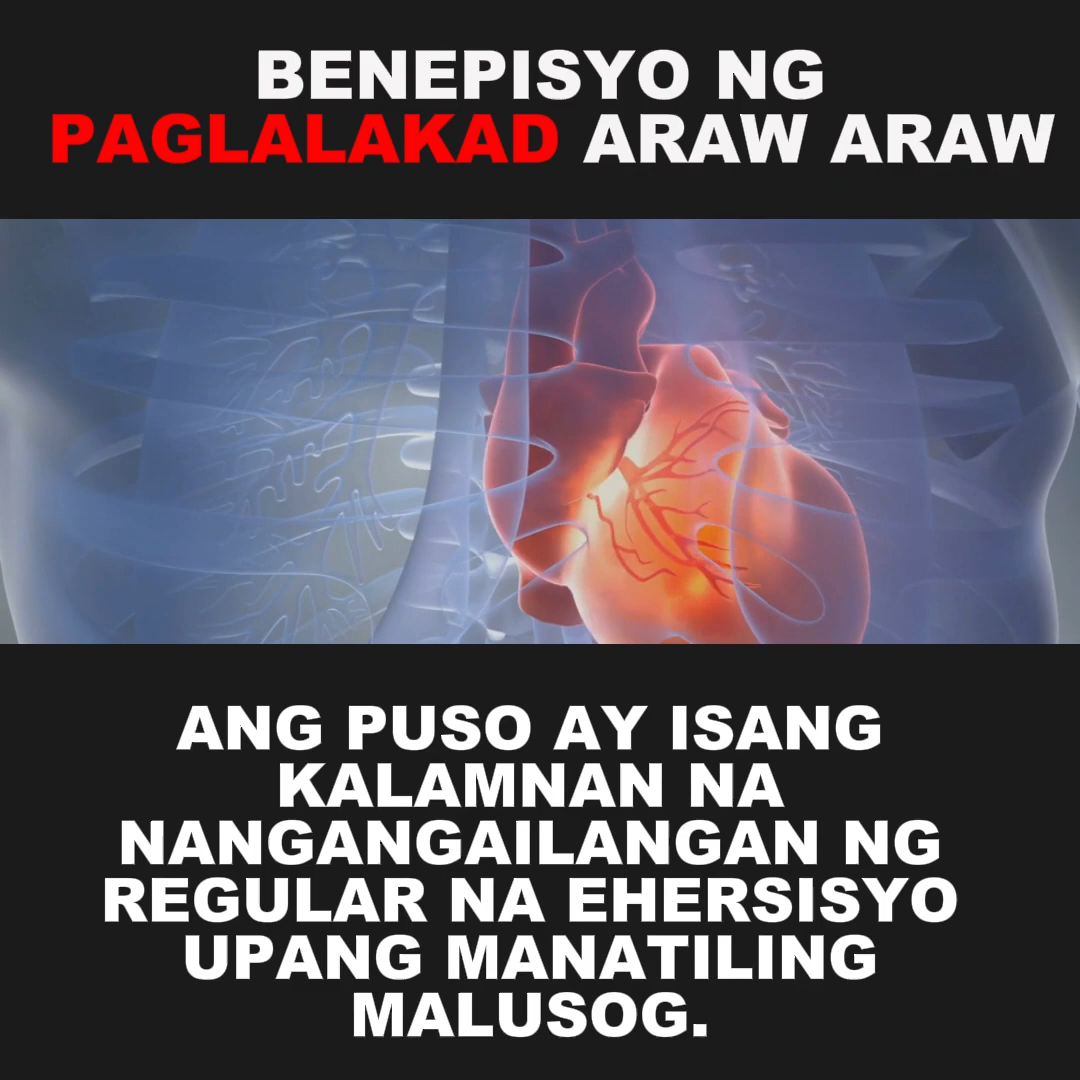 BENEPISYO NG
PAGLALAKAD ARAW ARAW
ANG PUSO AY ISANG
KALAMNAN NA
NANGANGAILANGAN NG
REGULAR NA EHERSISYO
UPANG MANATILING
MALUSOG.